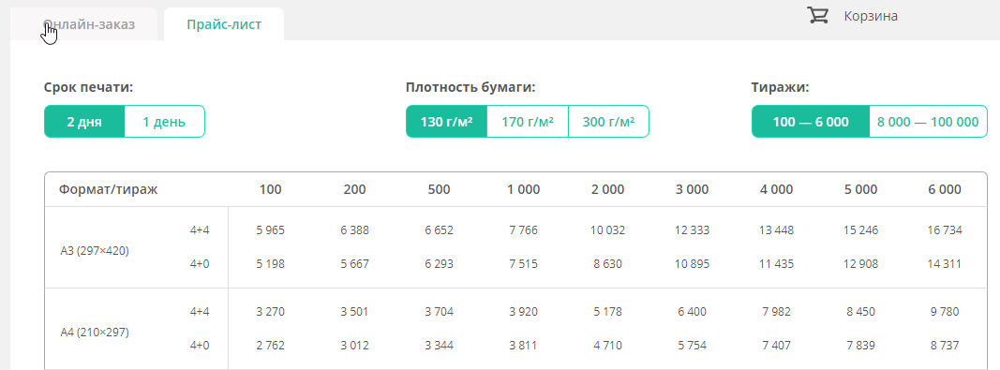 Онлайн-заказ Прайс-лист Корзина
Срок печати: Плотность бумаги: Тиражи:
2 дня 1 день 130 г/м² 170 г/м² 300 г/м² 100 — 6 000 8 000 — 100 000
Формат/тираж 100 200 500 1 000 2 000 3 000 4 000 5 000 6 000
4+4 5 965 6 388 6 652 7 766 10 032 12 333 13 448 15 246 16 734
А3 (297×420)
4+0 5 198 5 667 6 293 7 515 8 630 10 895 11 435 12 908 14 311
4+4 3 270 3 501 3 704 3 920 5 178 6 400 7 982 8 450 9 780
А4 (210×297)
4+0 2 762 3 012 3 344 3 811 4 710 5 754 7 407 7 839 8 737